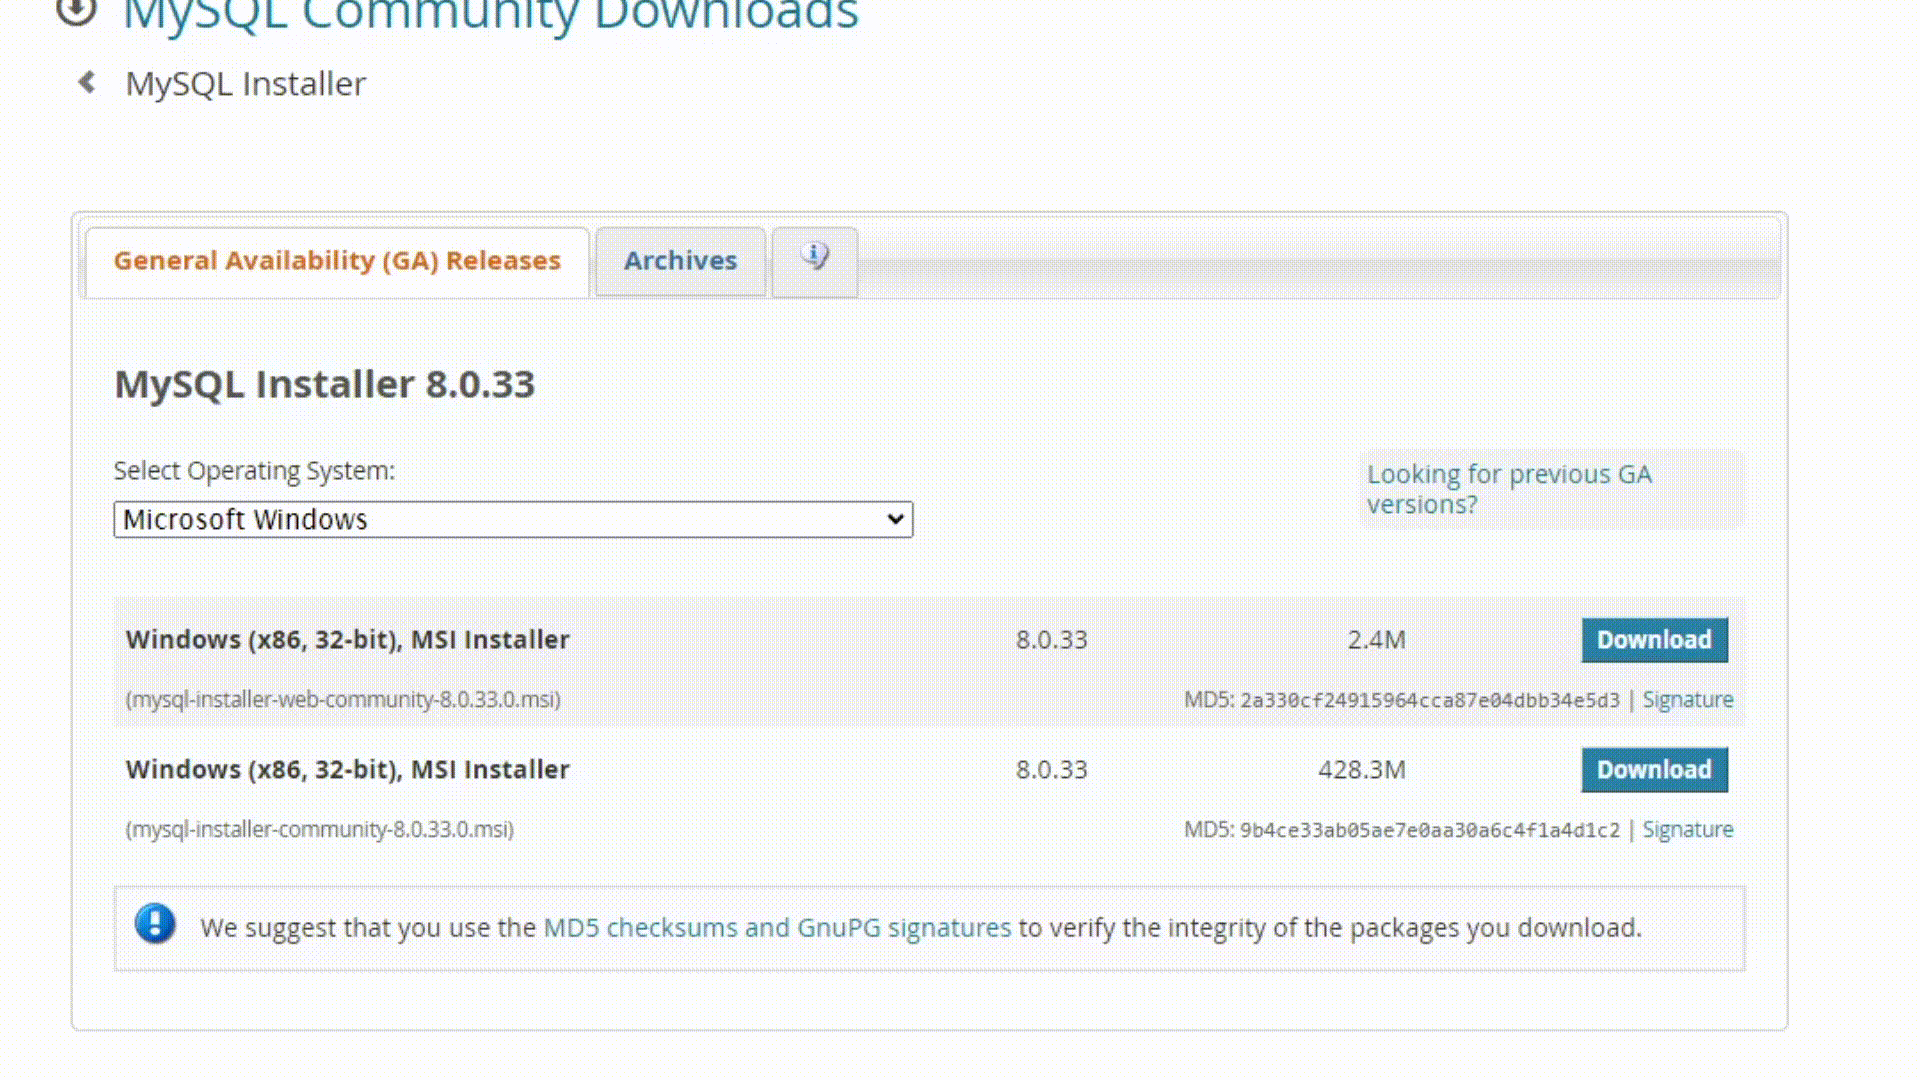 MySQL Community Downloads
MySQL Installer
General Availability (GA) Releases
Archives
MySQL Installer 8.0.33
Select Operating System:
Microsoft Windows
Looking for previous GA
versions?
Windows (x86, 32-bit), MSI Installer 8.0.33 2.4M Download
(mysql-installer-web-community-8.0.33.0.msi) MD5: 2a330cf24915964cca87e04dbb34e5d3 | Signature
Windows (x86, 32-bit), MSI Installer 8.0.33 428.3M Download
(mysql-installer-community-8.0.33.0.msi) MD5: 9b4ce33ab05ae7e0aa30a6c4f1a4d1c2 | Signature
We suggest that you use the MD5 checksums and GnuPG signatures to verify the integrity of the packages you download.